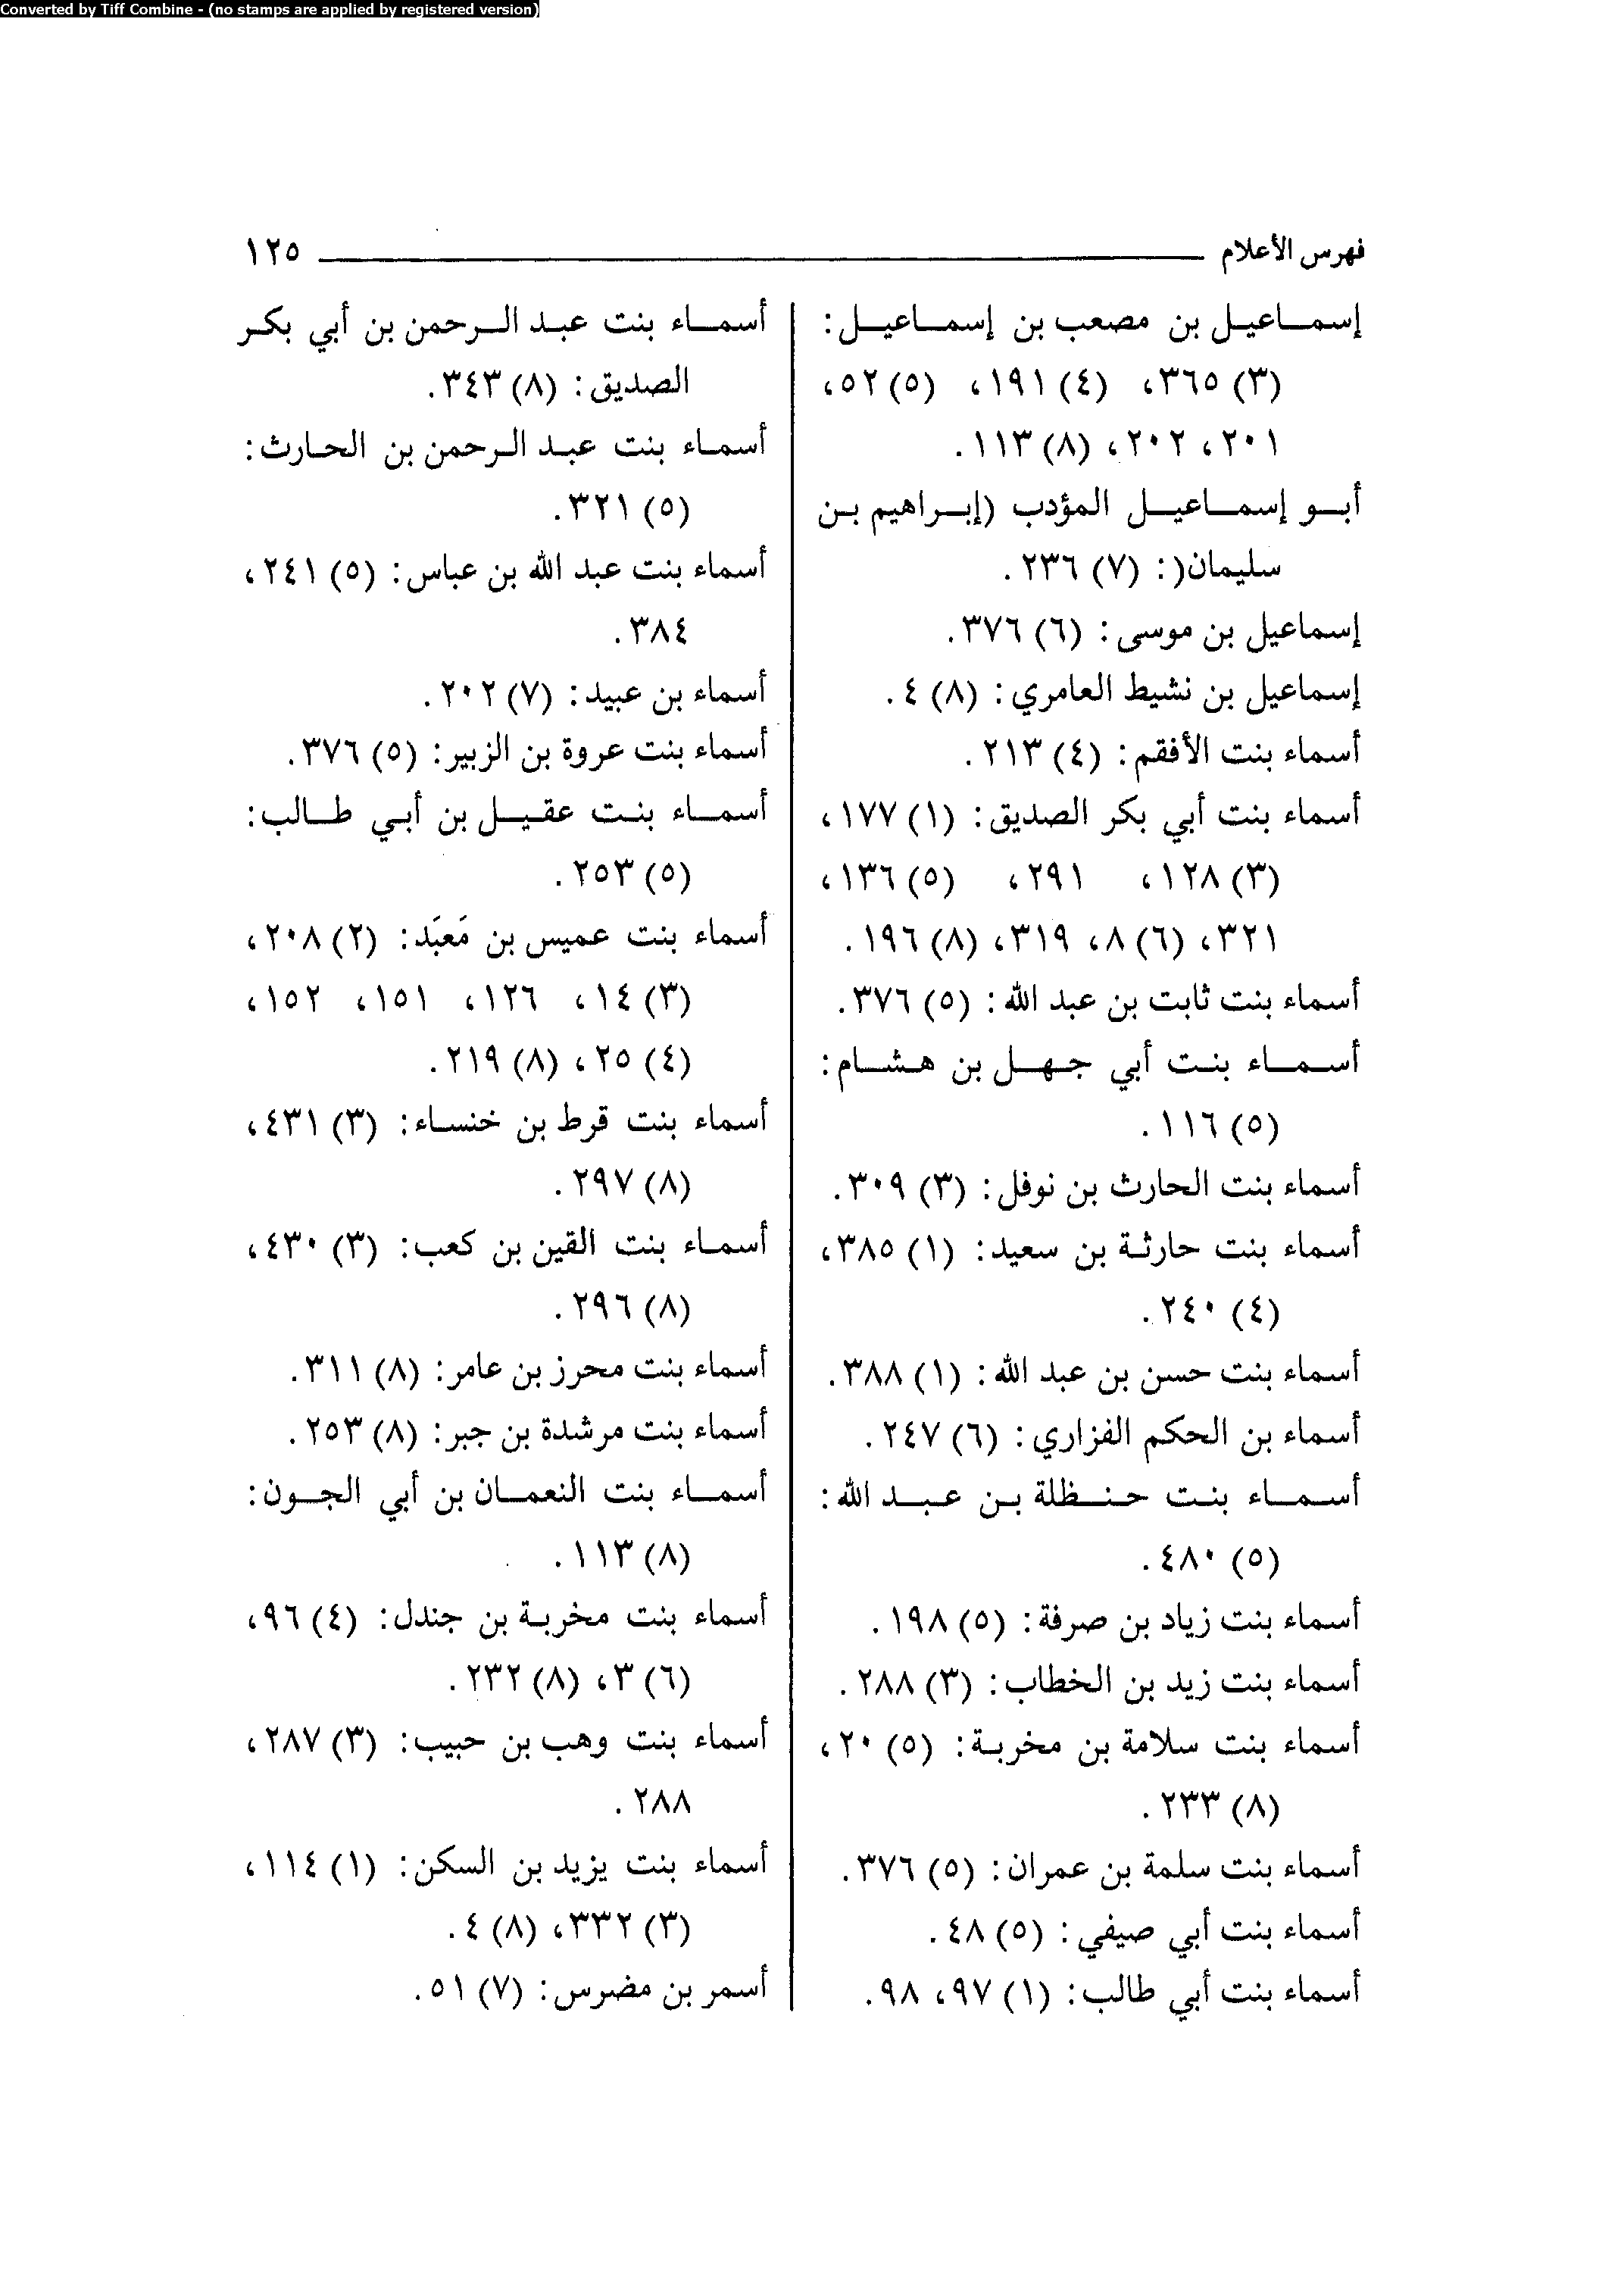 Converted by Tiff Combine - (no stamps are applied by registered version)
فهرس الأعلام ١٢٥
إسماعيل بن مصعب بن إسماعيل:
(٣) ٣٦٥، (٤) ١٩١، (٥) ٥٢،
٢٠١، ٢٠٢، (٨) ١١٣.
أبو إسماعيل المؤدب (إبراهيم بن
سليمان(: (٧) ٢٣٦.
إسماعيل بن موسى: (٦) ٣٧٦.
إسماعيل بن نشيط العامري: (٨) ٤.
أسماء بنت الأفقم: (٤) ٢١٣.
أسماء بنت أبي بكر الصديق: (١) ١٧٧،
(٣) ١٢٨، ٢٩١، (٥) ١٣٦،
٣٢١، (٦) ٨، ٣١٩، (٨) ١٩٦.
أسماء بنت ثابت بن عبد الله: (٥) ٣٧٦.
أسماء بنت أبي جهل بن هشام:
(٥) ١١٦.
أسماء بنت الحارث بن نوفل: (٣) ٣٠٩.
أسماء بنت حارثة بن سعيد: (١) ٣٨٥،
(٤) ٢٤٠.
أسماء بنت حسن بن عبد الله: (١) ٣٨٨.
أسماء بن الحكم الفزاري: (٦) ٢٤٧.
أسماء بنت حنظلة بن عبد الله:
(٥) ٤٨٠.
أسماء بنت زياد بن صرفة: (٥) ١٩٨.
أسماء بنت زيد بن الخطاب: (٣) ٢٨٨.
أسماء بنت سلامة بن مخربة: (٥) ٢٠،
(٨) ٢٣٣.
أسماء بنت سلمة بن عمران: (٥) ٣٧٦.
أسماء بنت أبي صيفي: (٥) ٤٨.
أسماء بنت أبي طالب: (١) ٩٧، ٩٨.
أسماء بنت عبد الرحمن بن أبي بكر
الصديق: (٨) ٣٤٣.
أسماء بنت عبد الرحمن بن الحارث:
(٥) ٣٢١.
أسماء بنت عبد الله بن عباس: (٥) ٢٤١،
٣٨٤.
أسماء بن عبيد: (٧) ٢٠٢.
أسماء بنت عروة بن الزبير: (٥) ٣٧٦.
أسماء بنت عقيل بن أبي طالب:
(٥) ٢٥٣.
أسماء بنت عميس بن مَعبَد: (٢) ٢٠٨،
(٣) ١٤، ١٢٦، ١٥١، ١٥٢،
(٤) ٢٥، (٨) ٢١٩.
أسماء بنت قرط بن خنساء: (٣) ٤٣١،
(٨) ٢٩٧.
أسماء بنت القين بن كعب: (٣) ٤٣٠،
(٨) ٢٩٦.
أسماء بنت محرز بن عامر: (٨) ٣١١.
أسماء بنت مرشدة بن جبر: (٨) ٢٥٣.
أسماء بنت النعمان بن أبي الجون:
(٨) ١١٣.
أسماء بنت مخربة بن جندل: (٤) ٩٦،
(٦) ٣، (٨) ٢٣٢.
أسماء بنت وهب بن حبيب: (٣) ٢٨٧،
٢٨٨.
أسماء بنت يزيد بن السكن: (١) ١١٤،
(٣) ٣٣٢، (٨) ٤.
أسمر بن مضرس: (٧) ٥١.